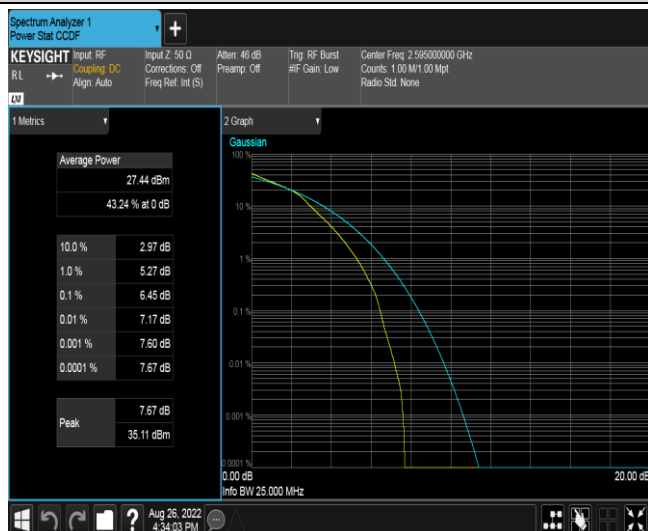 Spectrum Analyzer 1
Power Stat CCDF
+
KEYSIGHT
RL
LXI
Input: RF
Coupling: DC
Align: Auto
Input Z: 50 Ω
Corrections: Off
Freq Ref: Int (S)
Atten: 46 dB
Preamp: Off
Trig: RF Burst
#IF Gain: Low
Center Freq: 2.595000000 GHz
Counts: 1.00 M/1.00 Mpt
Radio Std: None
1 Metrics
Average Power
27.44 dBm
43.24 % at 0 dB
10.0 % 2.97 dB
1.0 % 5.27 dB
0.1 % 6.45 dB
0.01 % 7.17 dB
0.001 % 7.60 dB
0.0001 % 7.67 dB
Peak
7.67 dB
35.11 dBm
2 Graph
Gaussian
100 %
10 %
1 %
0.1 %
0.01 %
0.001 %
0.0001 %
0.00 dB
20.00 dB
Info BW 25.000 MHz
?
Aug 26, 2022
4:34:03 PM